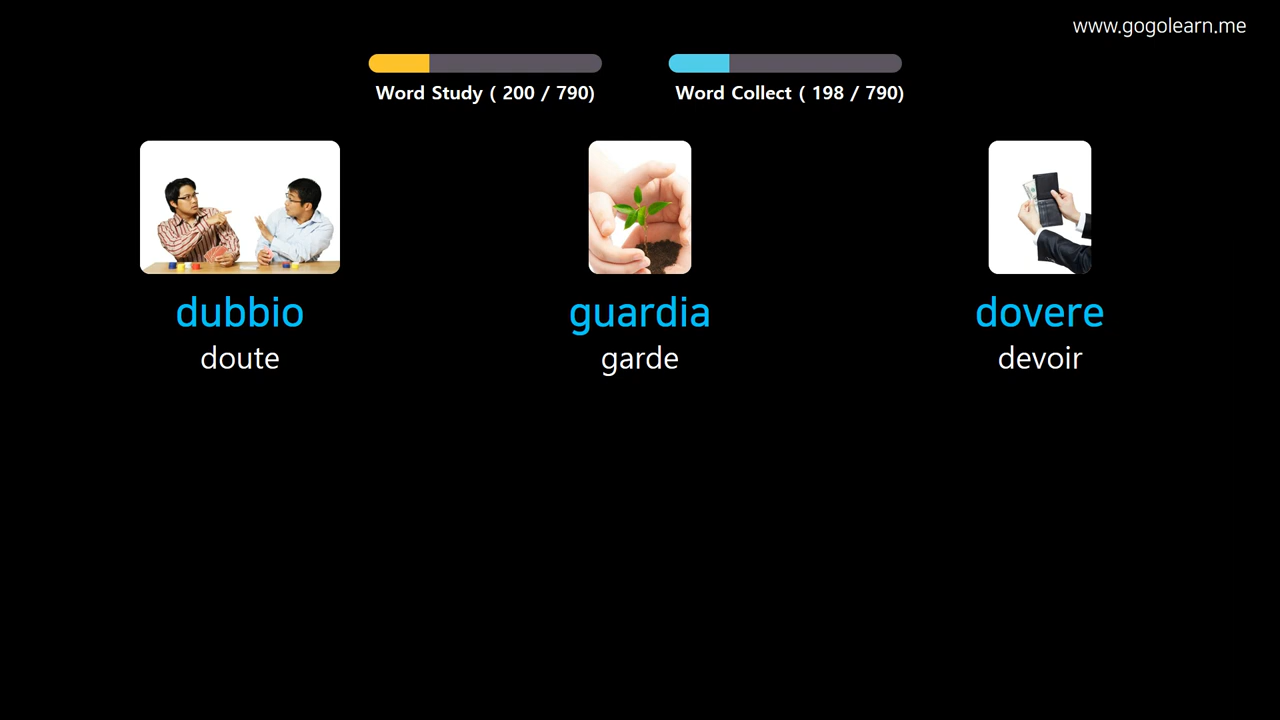 www.gogolearn.me
Word Study ( 200 / 790)
Word Collect ( 198 / 790)
dubbio
doute
guardia
garde
dovere
devoir